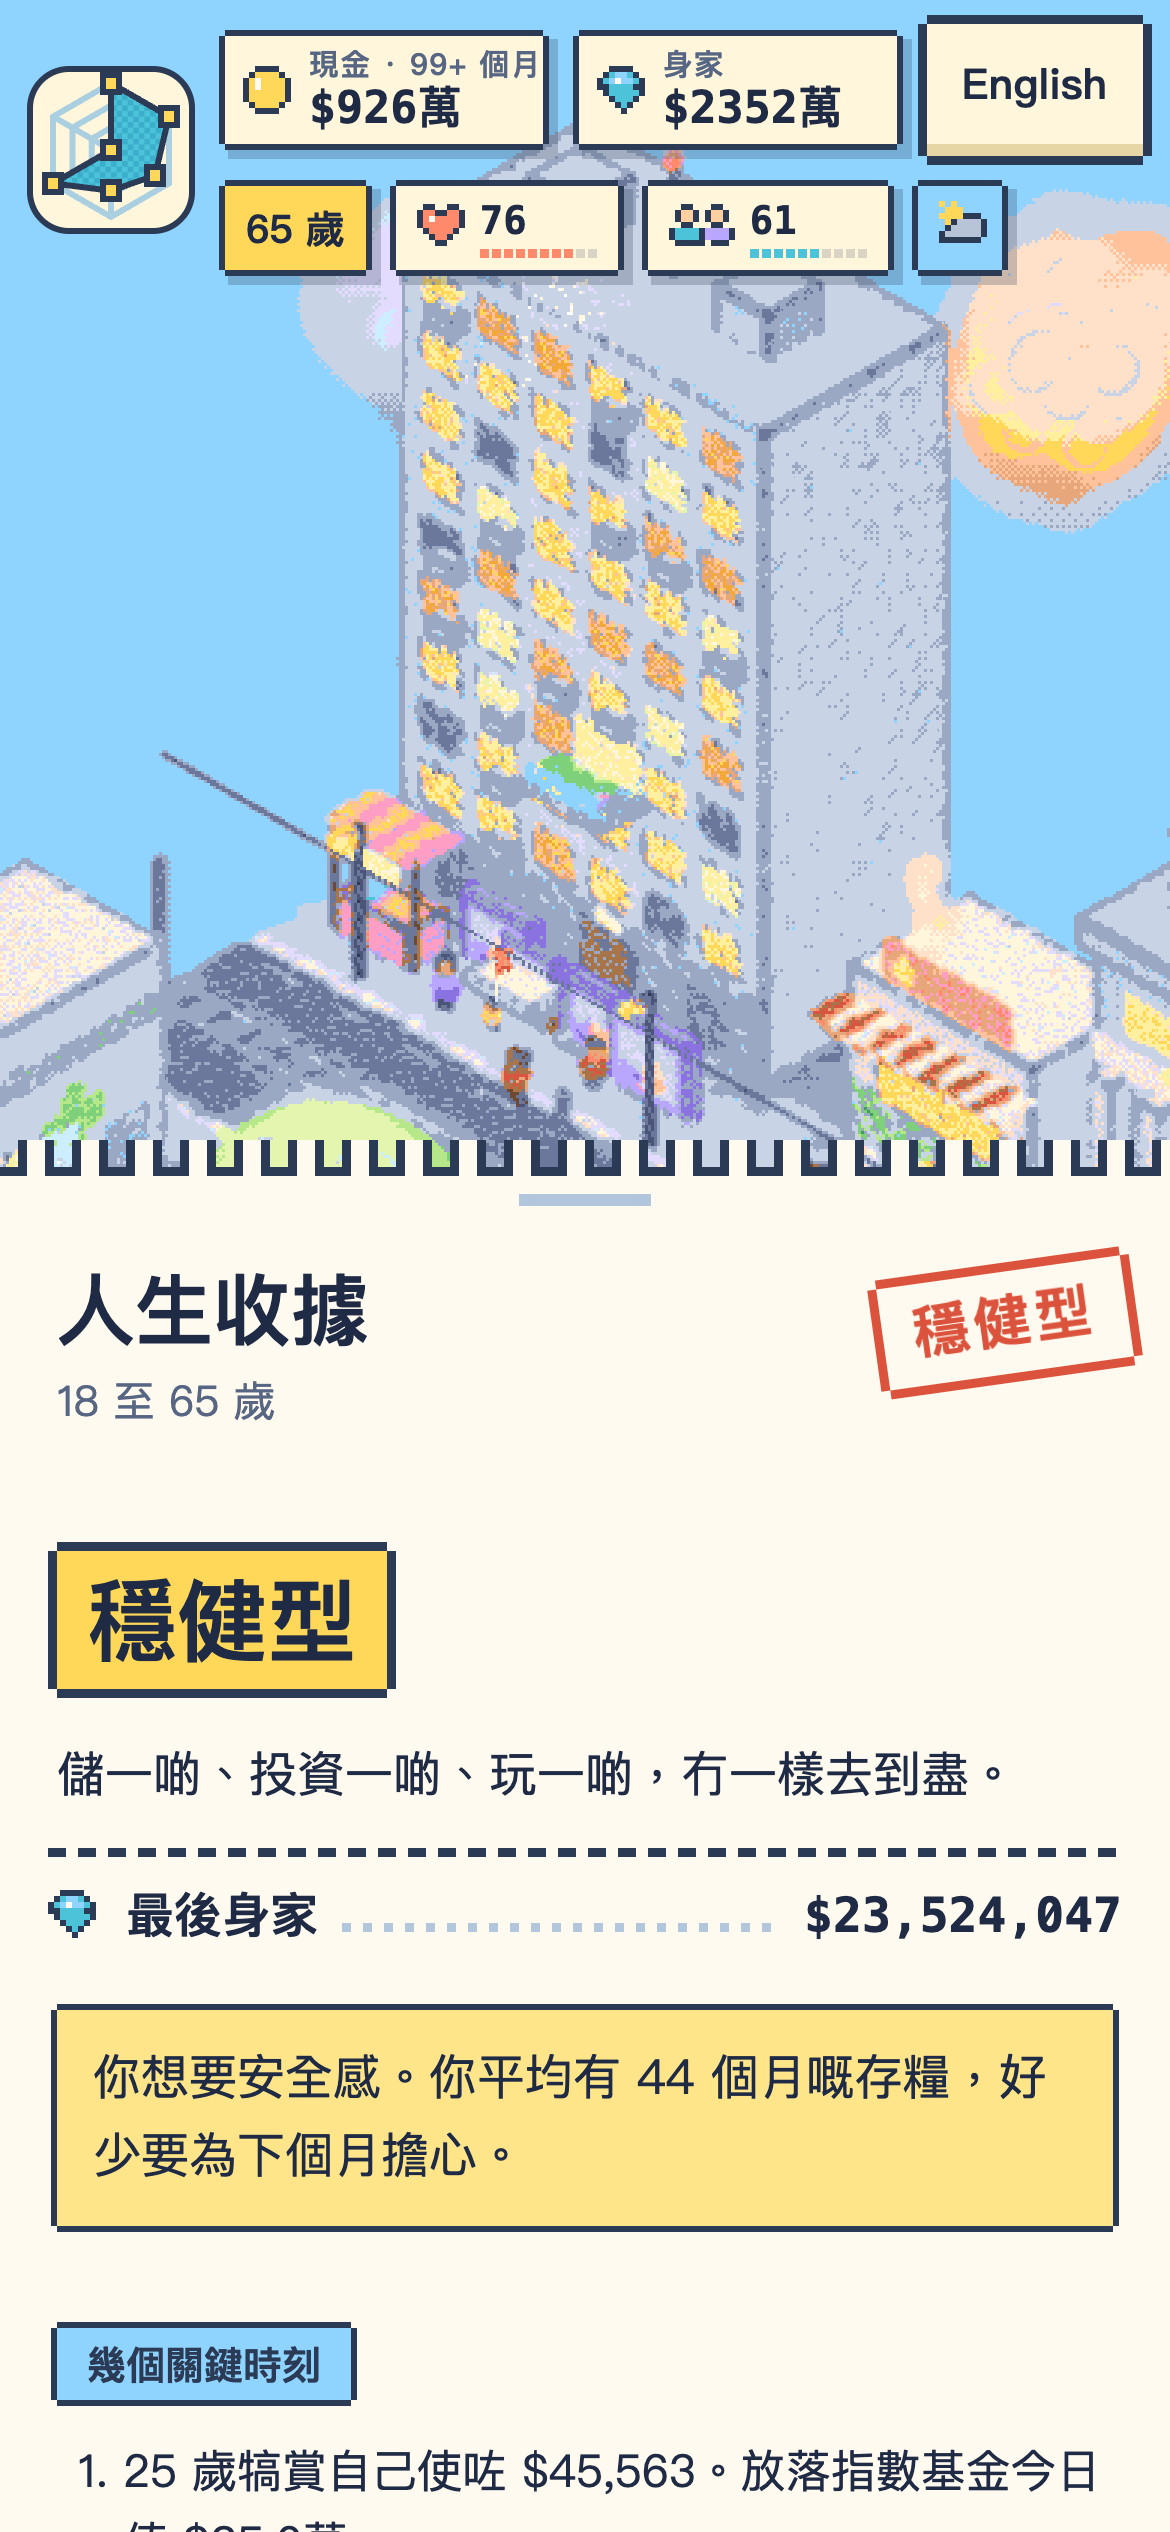 現金 · 99+ 個月
$926萬
身家
$2352萬
English
65 歲
76
61
人生收據
穩健型
18 至 65 歲
穩健型
儲一啲、投資一啲、玩一啲，冇一樣去到盡。
最後身家 $23,524,047
你想要安全感。你平均有 44 個月嘅存糧，好
少要為下個月擔心。
幾個關鍵時刻
1. 25 歲犒賞自己使咗 $45,563。放落指數基金今日